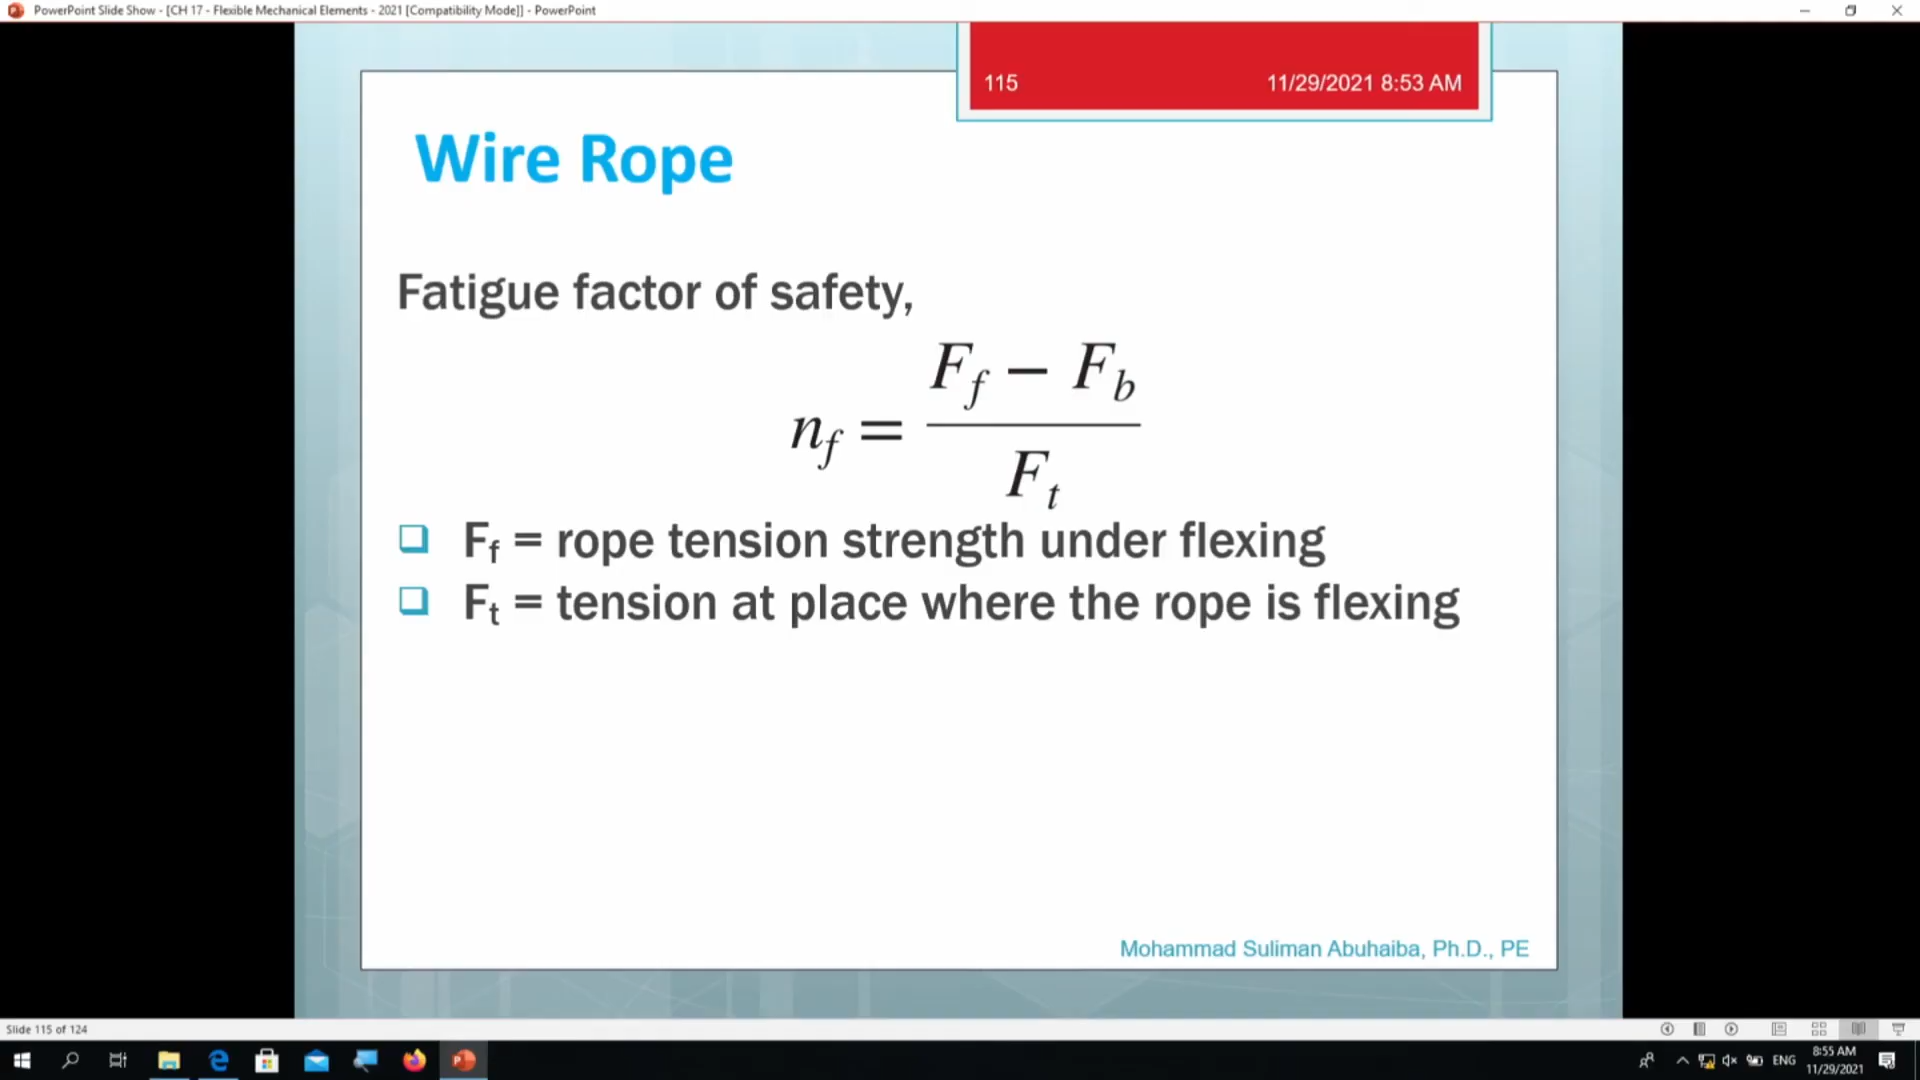 PowerPoint Slide Show - [CH 17 - Flexible Mechanical Elements - 2021 [Compatibility Mode]] - PowerPoint
115 11/29/2021 8:53 AM
Wire Rope
Fatigue factor of safety,
n_f = (F_f − F_b) / F_t
F_f = rope tension strength under flexing
F_t = tension at place where the rope is flexing
Mohammad Suliman Abuhaiba, Ph.D., PE
Slide 115 of 124
ENG
8:55 AM
11/29/2021